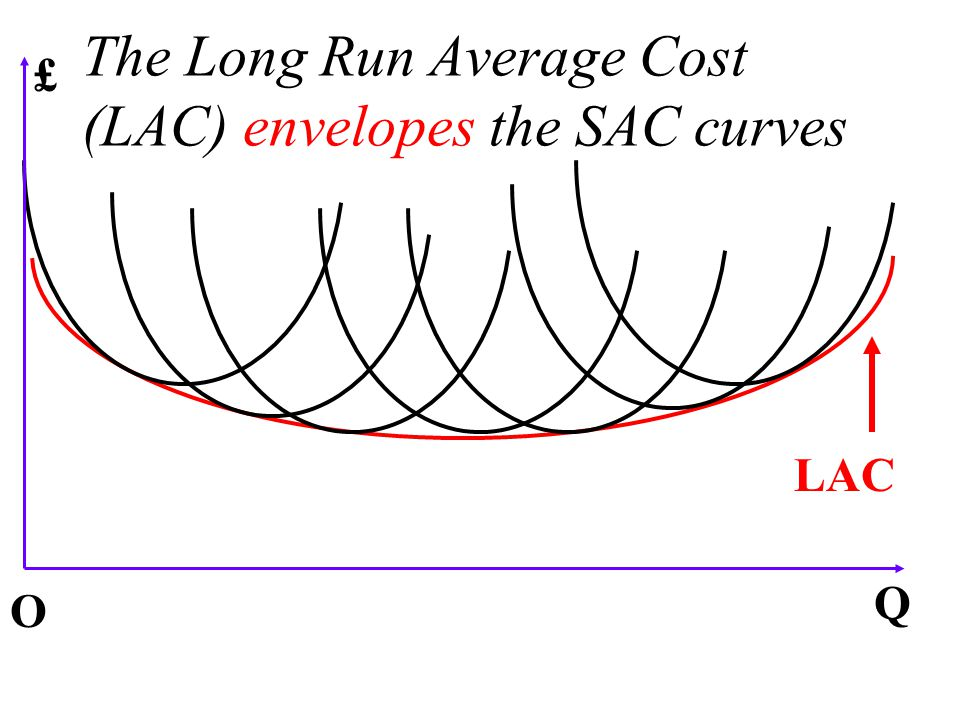 The Long Run Average Cost
(LAC) envelopes the SAC curves
£
LAC
O
Q